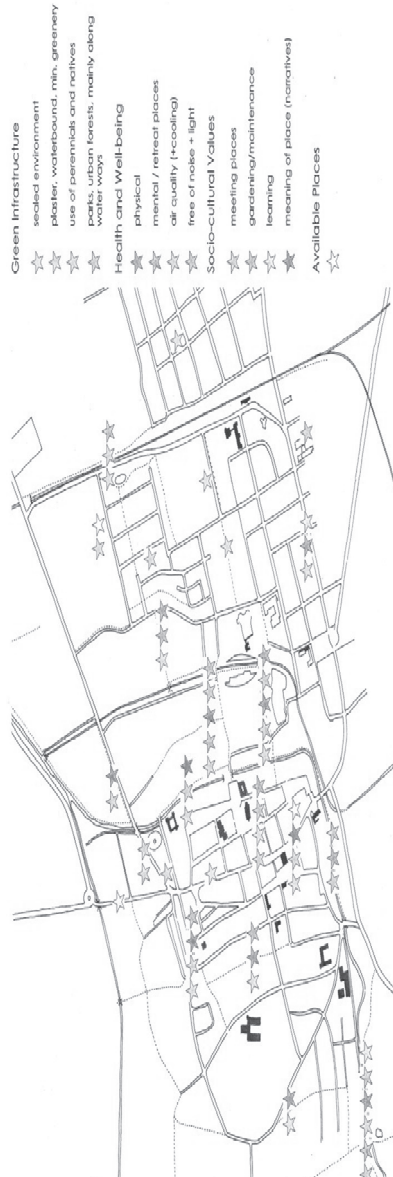 Green Infrastructure
sealed environment
plaster, waterbound, min. greenery
use of perennials and natives
parks, urban forests, mainly along
water ways
Health and Well-being
physical
mental / retreat places
air quality (+cooling)
free of noise + light
Socio-cultural Values
meeting places
gardening/maintenance
learning
meaning of place (narratives)
Available Places